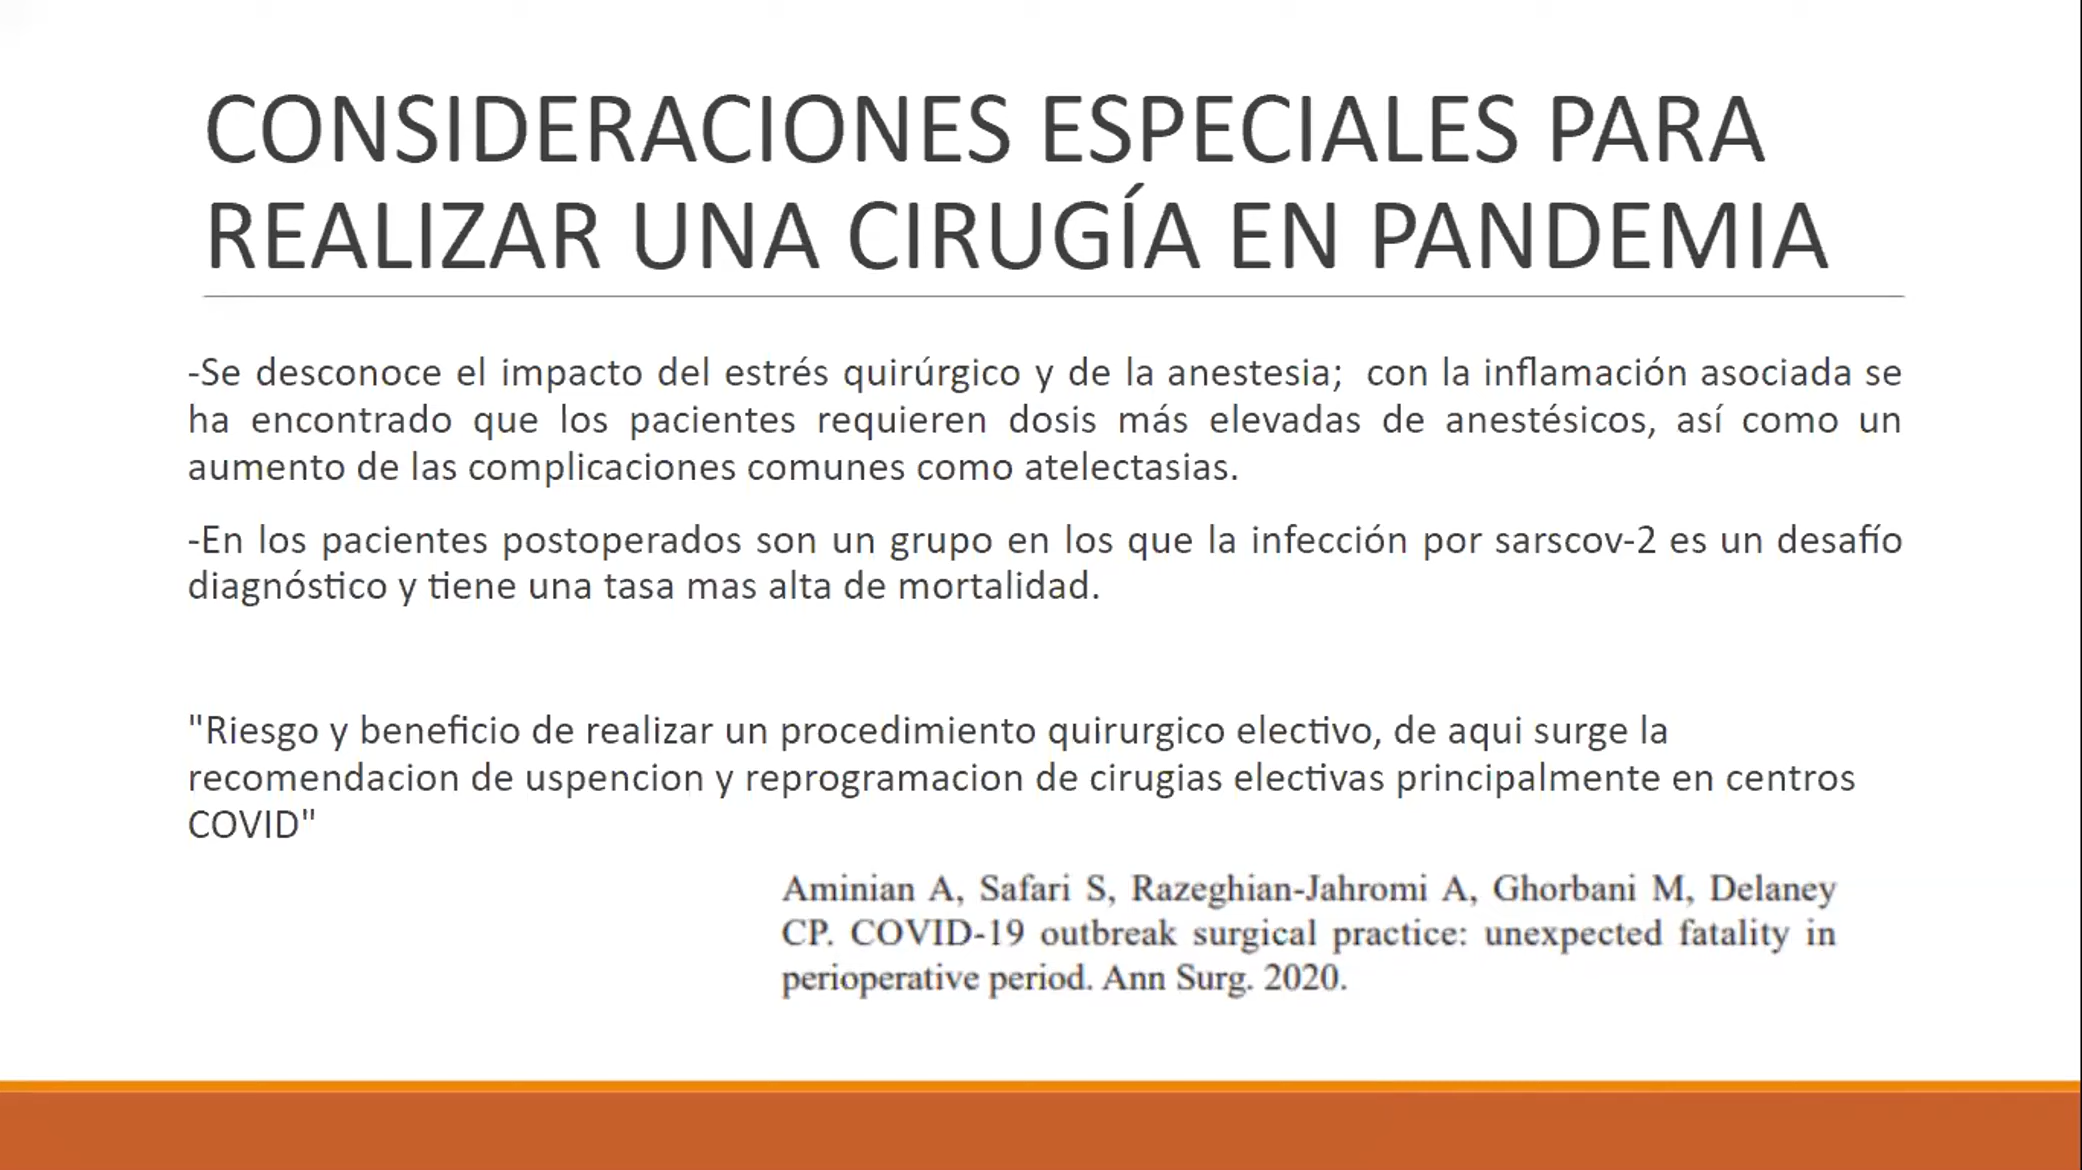 CONSIDERACIONES ESPECIALES PARA
REALIZAR UNA CIRUGÍA EN PANDEMIA
-Se desconoce el impacto del estrés quirúrgico y de la anestesia; con la inflamación asociada se
ha encontrado que los pacientes requieren dosis más elevadas de anestésicos, así como un
aumento de las complicaciones comunes como atelectasias.
-En los pacientes postoperados son un grupo en los que la infección por sarscov-2 es un desafío
diagnóstico y tiene una tasa mas alta de mortalidad.
"Riesgo y beneficio de realizar un procedimiento quirurgico electivo, de aqui surge la
recomendacion de uspencion y reprogramacion de cirugias electivas principalmente en centros
COVID"
Aminian A, Safari S, Razeghian-Jahromi A, Ghorbani M, Delaney
CP. COVID-19 outbreak surgical practice: unexpected fatality in
perioperative period. Ann Surg. 2020.